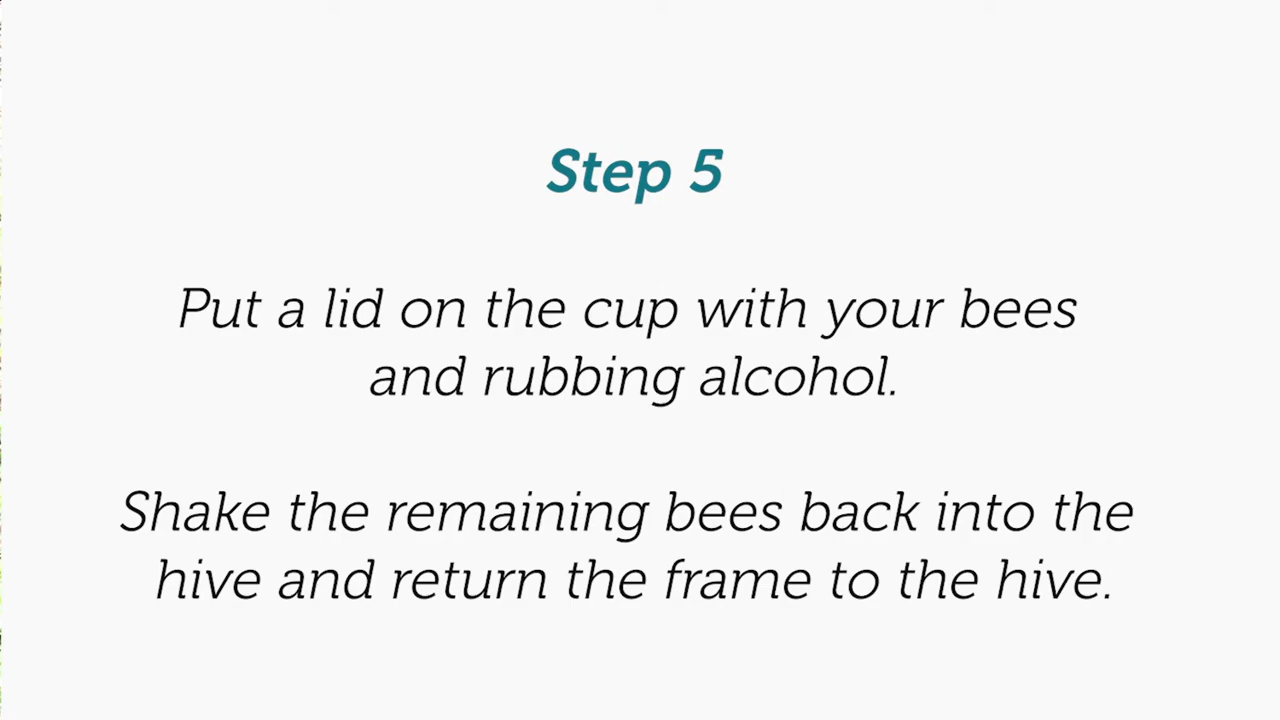 Step 5
Put a lid on the cup with your bees
and rubbing alcohol.
Shake the remaining bees back into the
hive and return the frame to the hive.